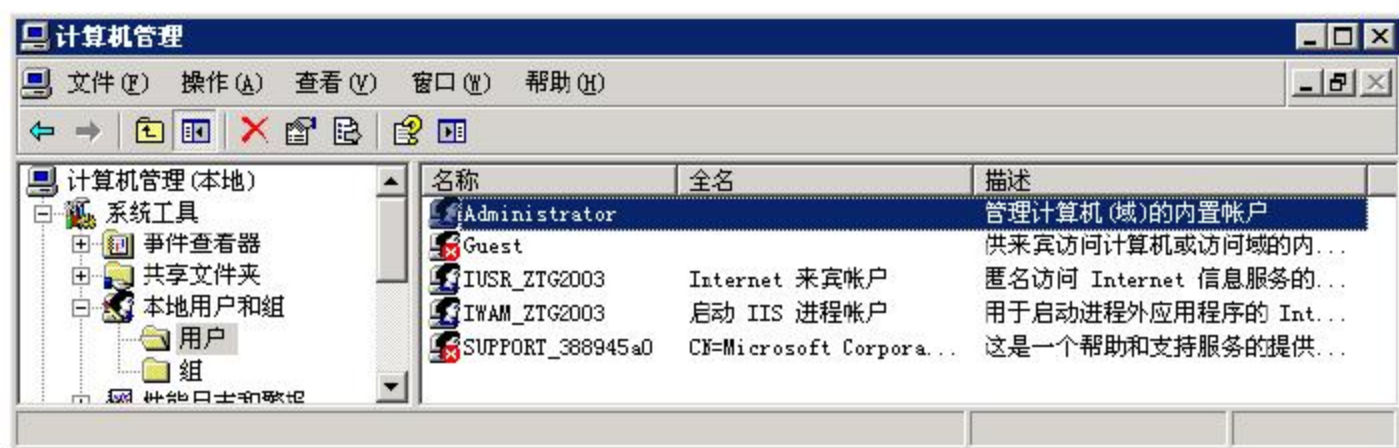 计算机管理
文件(F) 操作(A) 查看(V) 窗口(W) 帮助(H)
计算机管理(本地)
系统工具
事件查看器
共享文件夹
本地用户和组
用户
组
性能日志和警报
名称 全名 描述
Administrator 管理计算机(域)的内置帐户
Guest 供来宾访问计算机或访问域的内...
IUSR_ZTG2003 Internet 来宾帐户 匿名访问 Internet 信息服务的...
IWAM_ZTG2003 启动 IIS 进程帐户 用于启动进程外应用程序的 Int...
SUPPORT_388945a0 CN=Microsoft Corpora... 这是一个帮助和支持服务的提供...